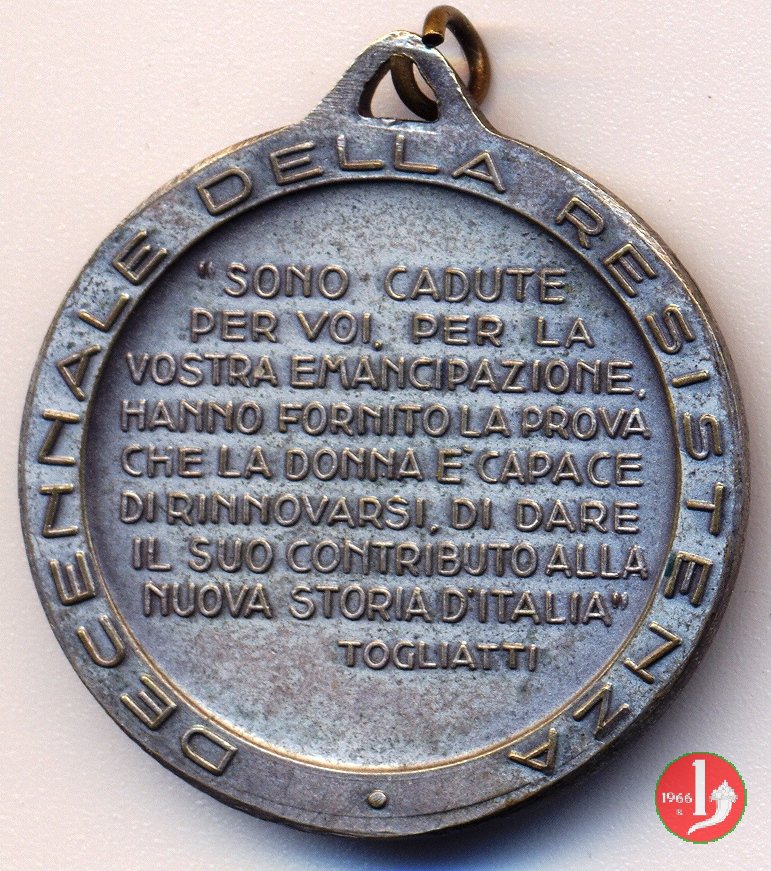 DECENNALE DELLA RESISTENZA
"SONO CADUTE
PER VOI, PER LA
VOSTRA EMANCIPAZIONE,
HANNO FORNITO LA PROVA
CHE LA DONNA E' CAPACE
DI RINNOVARSI, DI DARE
IL SUO CONTRIBUTO ALLA
NUOVA STORIA D'ITALIA"
TOGLIATTI
1966
1